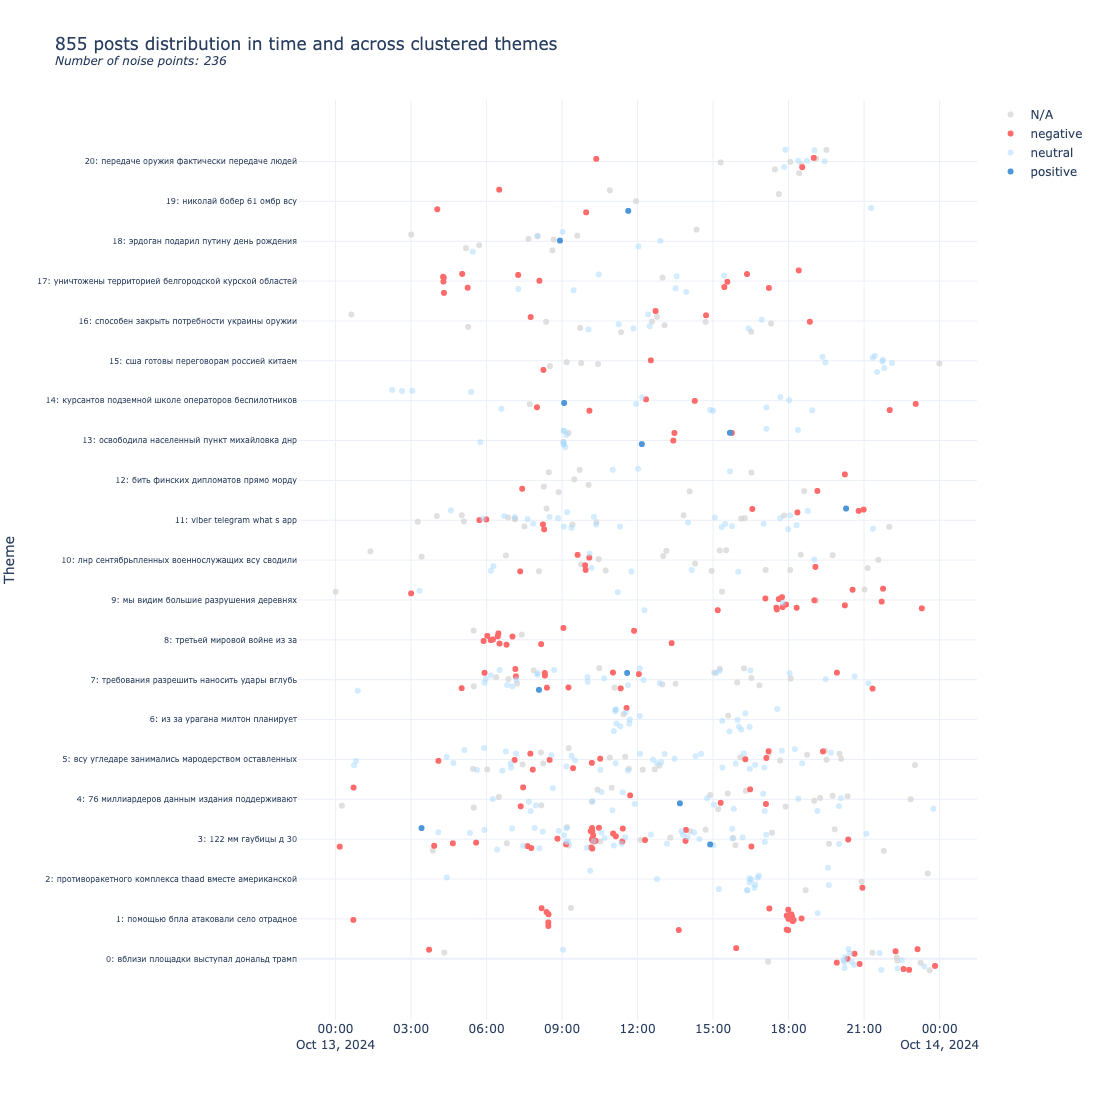 855 posts distribution in time and across clustered themes
Number of noise points: 236
N/A
negative
neutral
positive
20: передаче оружия фактически передаче людей
19: николай бобер 61 омбр всу
18: эрдоган подарил путину день рождения
17: уничтожены территорией белгородской курской областей
16: способен закрыть потребности украины оружии
15: сша готовы переговорам россией китаем
14: курсантов подземной школе операторов беспилотников
13: освободила населенный пункт михайловка днр
12: бить финских дипломатов прямо морду
11: viber telegram what s app
10: лнр сентябрьпленных военнослужащих всу сводили
9: мы видим большие разрушения деревнях
8: третьей мировой войне из за
7: требования разрешить наносить удары вглубь
6: из за урагана милтон планирует
5: всу угледаре занимались мародерством оставленных
4: 76 миллиардеров данным издания поддерживают
3: 122 мм гаубицы д 30
2: противоракетного комплекса thaad вместе американской
1: помощью бпла атаковали село отрадное
0: вблизи площадки выступал дональд трамп
Theme
00:00 03:00 06:00 09:00 12:00 15:00 18:00 21:00 00:00
Oct 13, 2024 Oct 14, 2024